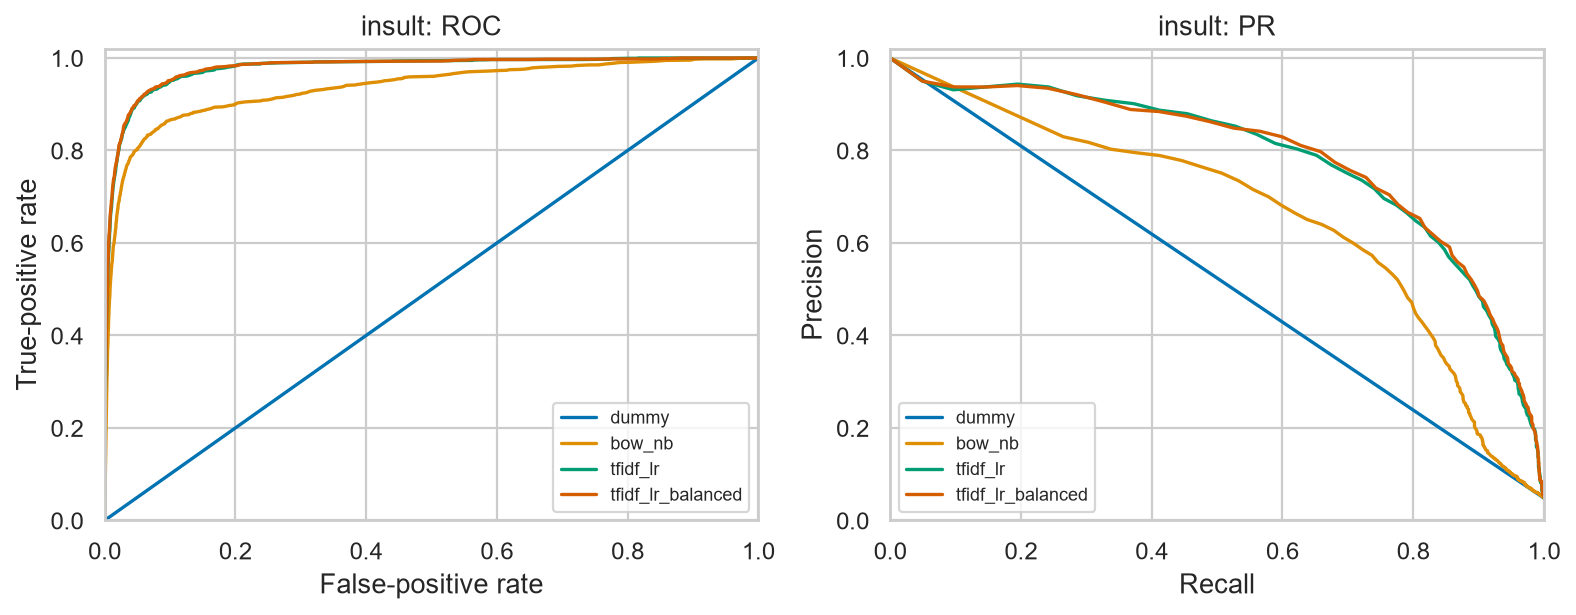 insult: ROC
True-positive rate
1.0
0.8
0.6
0.4
0.2
0.0
0.0 0.2 0.4 0.6 0.8 1.0
False-positive rate
dummy
bow_nb
tfidf_lr
tfidf_lr_balanced
insult: PR
Precision
1.0
0.8
0.6
0.4
0.2
0.0
0.0 0.2 0.4 0.6 0.8 1.0
Recall
dummy
bow_nb
tfidf_lr
tfidf_lr_balanced